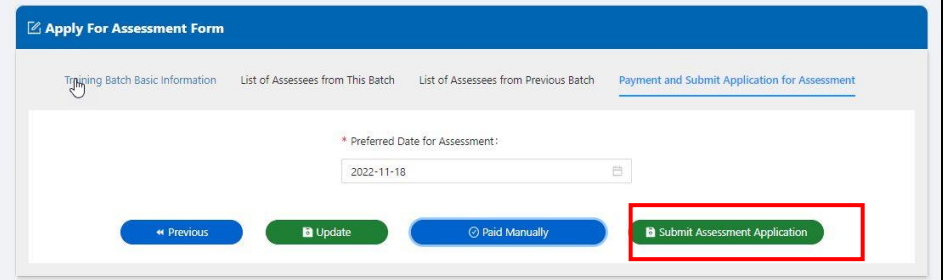 Apply For Assessment Form
Training Batch Basic Information List of Assessees from This Batch List of Assessees from Previous Batch Payment and Submit Application for Assessment
* Preferred Date for Assessment:
2022-11-18
Previous Update Paid Manually Submit Assessment Application